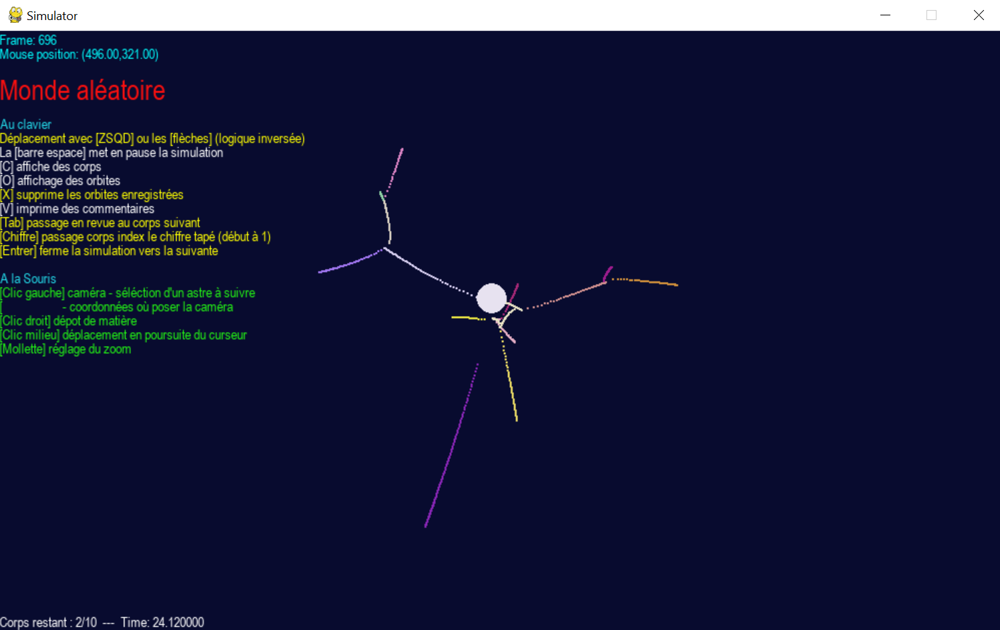 Simulator
Frame: 696
Mouse position: (496.00,321.00)
Monde aléatoire
Au clavier
Déplacement avec [ZSQD] ou les [flèches] (logique inversée)
La [barre espace] met en pause la simulation
[C] affiche des corps
[O] affichage des orbites
[X] supprime les orbites enregistrées
[V] imprime des commentaires
[Tab] passage en revue au corps suivant
[Chiffre] passage corps index le chiffre tapé (début à 1)
[Entrer] ferme la simulation vers la suivante
A la Souris
[Clic gauche] caméra - séléction d'un astre à suivre
[ - coordonnées où poser la caméra
[Clic droit] dépot de matière
[Clic milieu] déplacement en poursuite du curseur
[Mollette] réglage du zoom
Corps restant : 2/10 --- Time: 24.120000